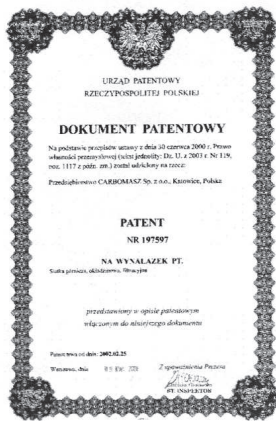 URZĄD PATENTOWY
RZECZYPOSPOLITEJ POLSKIEJ
DOKUMENT PATENTOWY
Na podstawie przepisów ustawy z dnia 30 czerwca 2000 r. Prawo
własności przemysłowej (tekst jednolity: Dz. U. z 2003 r. Nr 119,
poz. 1117 z późn. zm.) został udzielony na rzecz:
Przedsiębiorstwo CARBOMASZ Sp. z o.o., Katowice, Polska
PATENT
NR 197597
NA WYNALAZEK PT.
Siatka górnicza, okładzinowa,
przedstawiony w opisie patentowym
włączonym do niniejszego dokumentu
Patent trwa od dnia: 2002.02.25
Warszawa, dnia
Z upoważnienia Prezesa